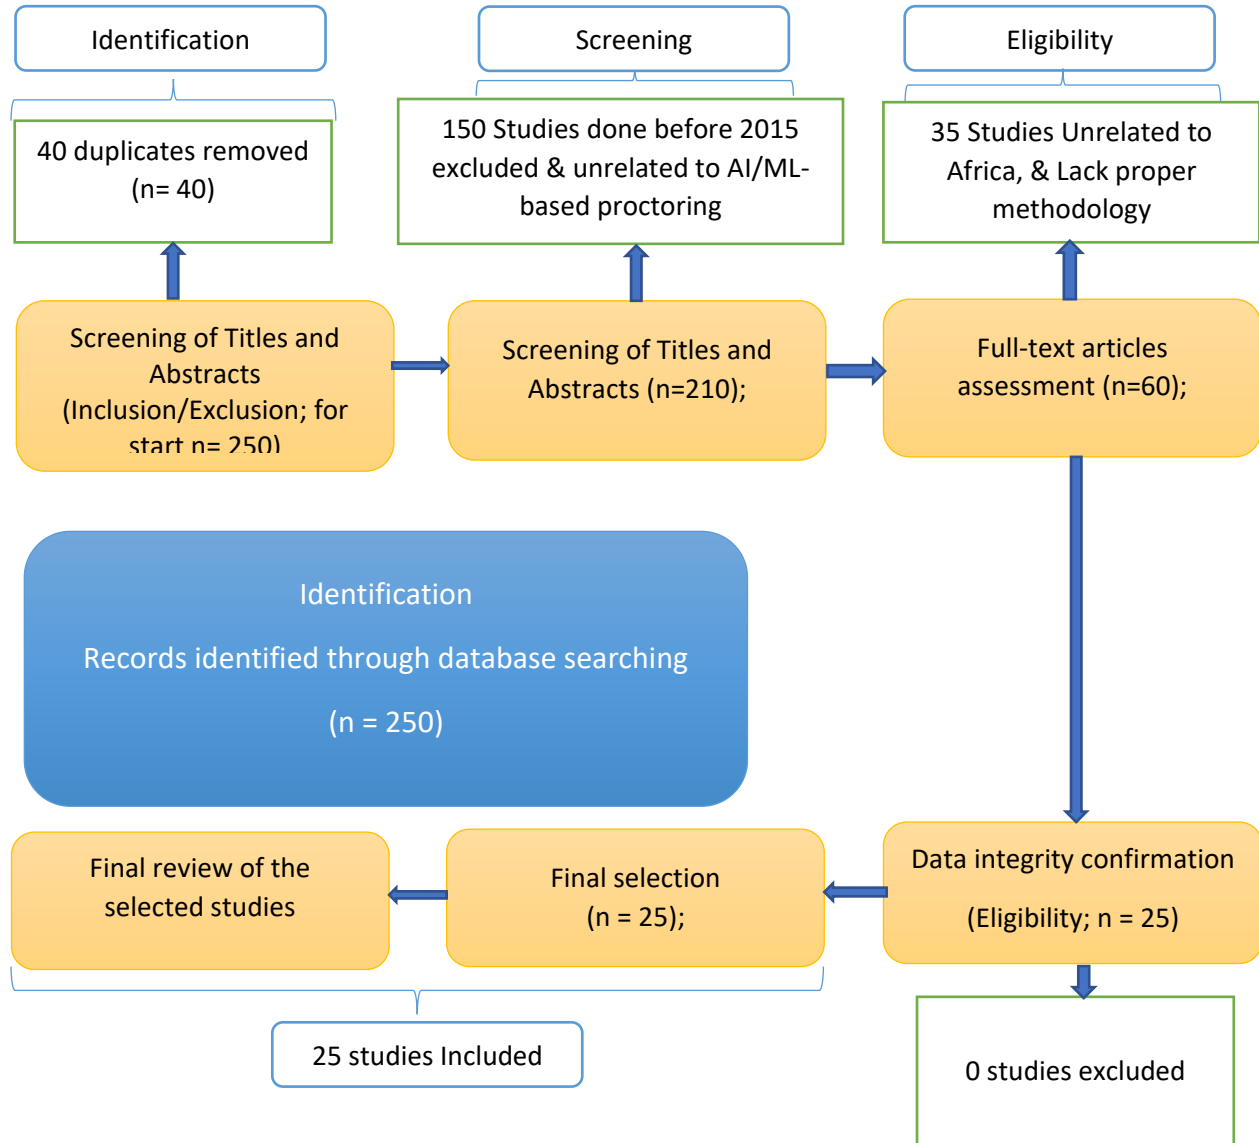 Identification
Screening
Eligibility
40 duplicates removed
(n= 40)
150 Studies done before 2015
excluded & unrelated to AI/ML-
based proctoring
35 Studies Unrelated to
Africa, & Lack proper
methodology
Screening of Titles and
Abstracts
(Inclusion/Exclusion; for
start n= 250)
Screening of Titles and
Abstracts (n=210);
Full-text articles
assessment (n=60);
Identification
Records identified through database searching
(n = 250)
Final review of the
selected studies
Final selection
(n = 25);
Data integrity confirmation
(Eligibility; n = 25)
25 studies Included
0 studies excluded